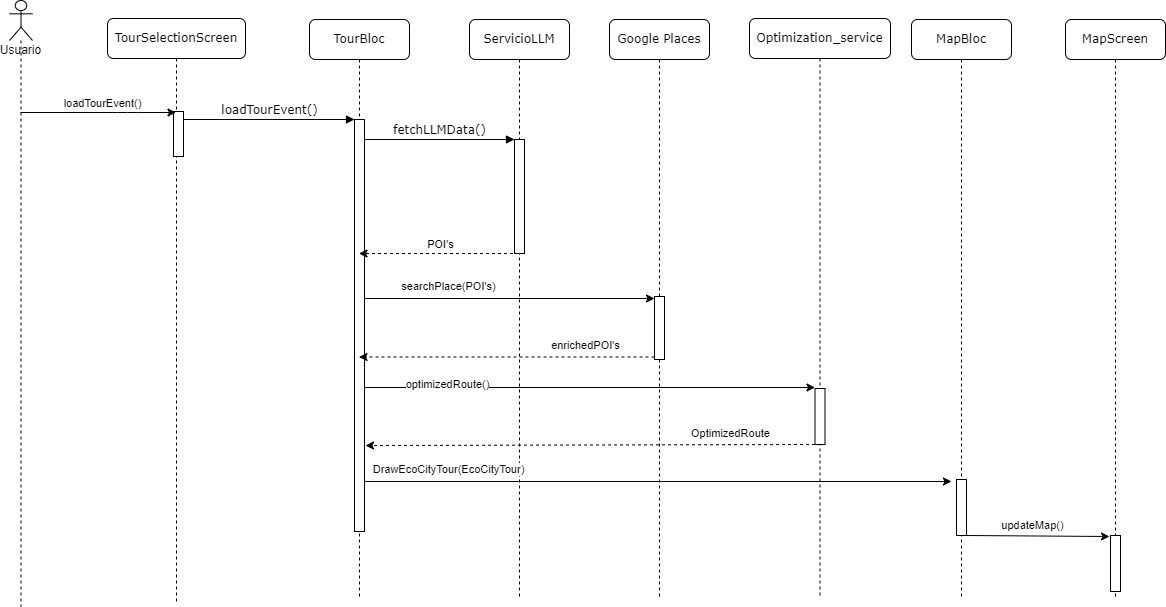 Usuario
TourSelectionScreen
TourBloc
ServicioLLM
Google Places
Optimization_service
MapBloc
MapScreen
loadTourEvent()
loadTourEvent()
fetchLLMData()
POI's
searchPlace(POI's)
enrichedPOI's
optimizedRoute()
OptimizedRoute
DrawEcoCityTour(EcoCityTour)
updateMap()